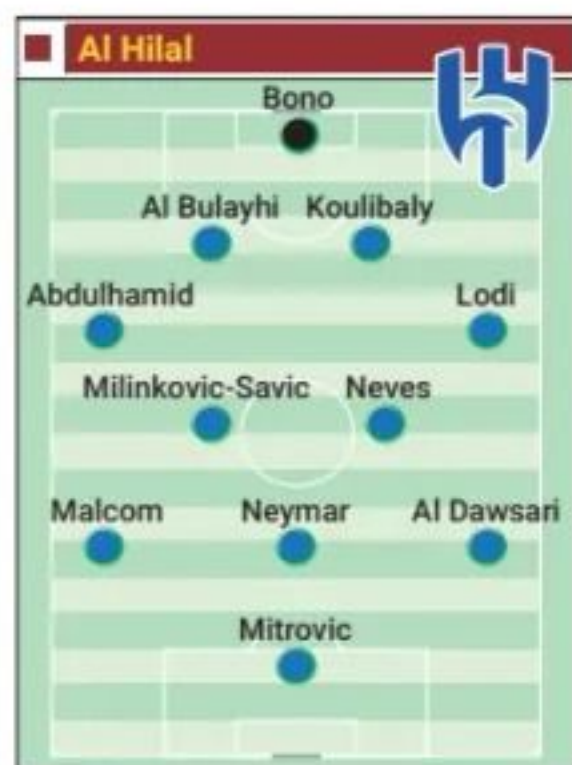 Al Hilal
Bono
Al Bulayhi Koulibaly
Abdulhamid Lodi
Milinkovic-Savic Neves
Malcom Neymar Al Dawsari
Mitrovic